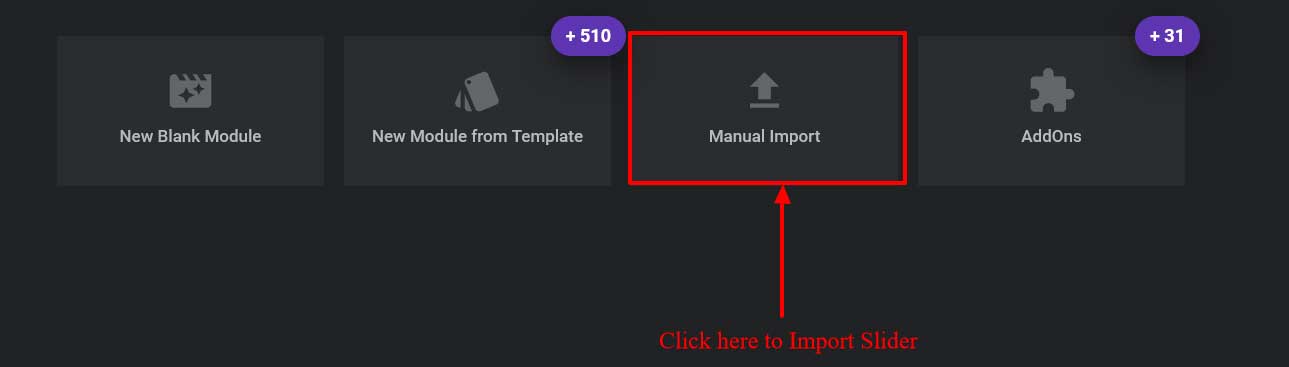 + 510
+ 31
New Blank Module
New Module from Template
Manual Import
AddOns
Click here to Import Slider